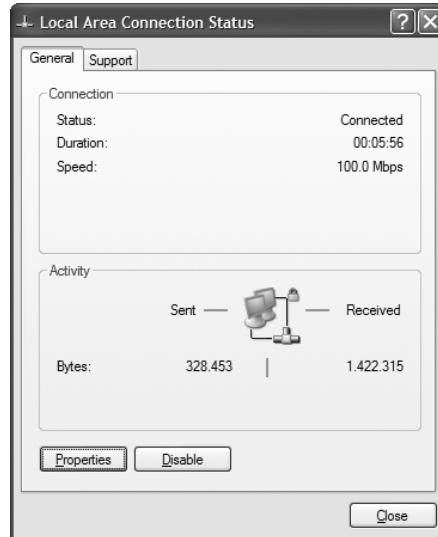 Local Area Connection Status
General Support
Connection
Status: Connected
Duration: 00:05:56
Speed: 100.0 Mbps
Activity
Sent Received
Bytes: 328.453 1.422.315
Properties Disable
Close